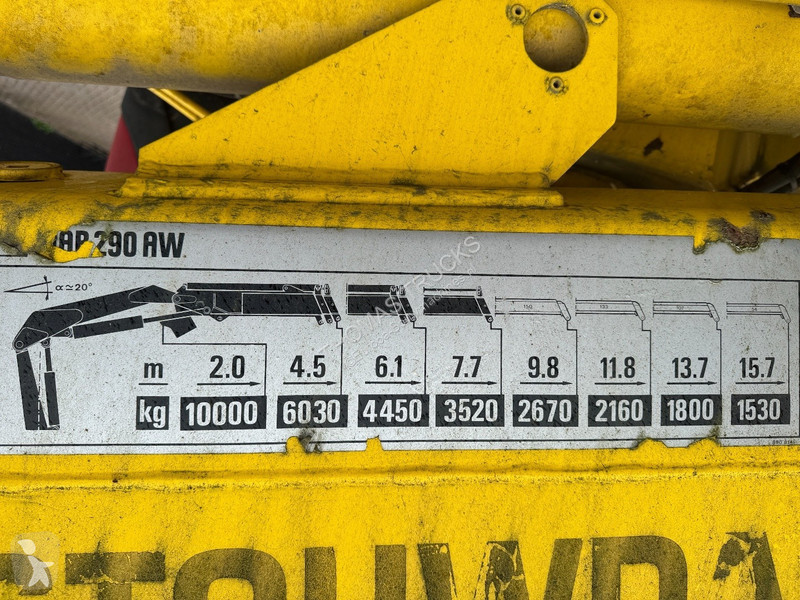 290 AW
α≃20°
m 2.0 4.5 6.1 7.7 9.8 11.8 13.7 15.7
kg 10000 6030 4450 3520 2670 2160 1800 1530